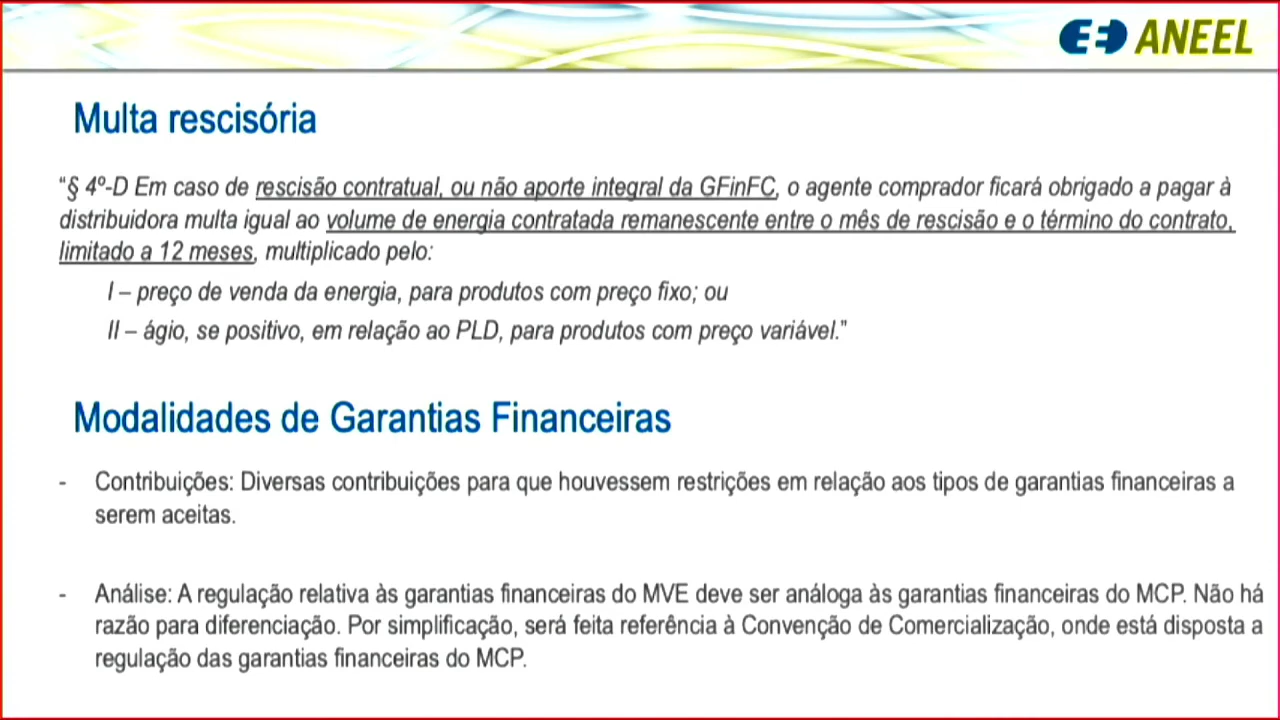 ANEEL
Multa rescisória
“§ 4º-D Em caso de rescisão contratual, ou não aporte integral da GFinFC, o agente comprador ficará obrigado a pagar à
distribuidora multa igual ao volume de energia contratada remanescente entre o mês de rescisão e o término do contrato,
limitado a 12 meses, multiplicado pelo:
I – preço de venda da energia, para produtos com preço fixo; ou
II – ágio, se positivo, em relação ao PLD, para produtos com preço variável.”
Modalidades de Garantias Financeiras
- Contribuições: Diversas contribuições para que houvessem restrições em relação aos tipos de garantias financeiras a
serem aceitas.
- Análise: A regulação relativa às garantias financeiras do MVE deve ser análoga às garantias financeiras do MCP. Não há
razão para diferenciação. Por simplificação, será feita referência à Convenção de Comercialização, onde está disposta a
regulação das garantias financeiras do MCP.